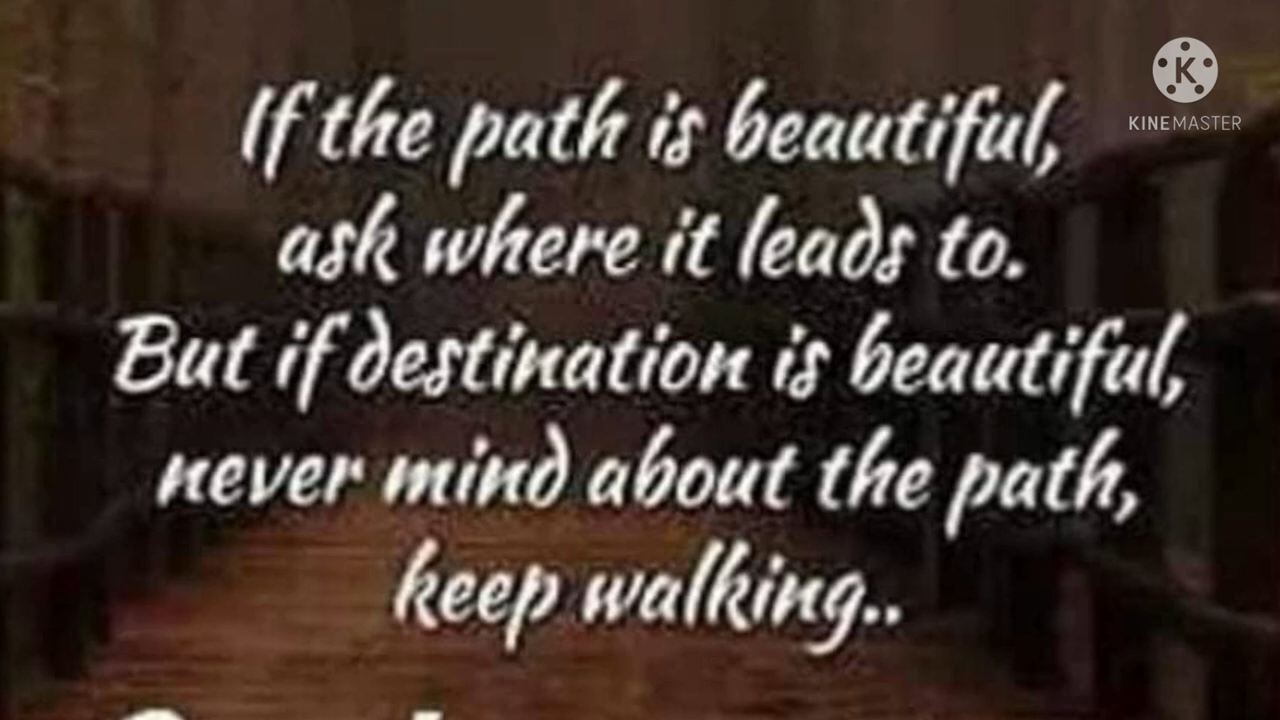 If the path is beautiful,
ask where it leads to.
But if destination is beautiful,
never mind about the path,
keep walking..
KINEMASTER